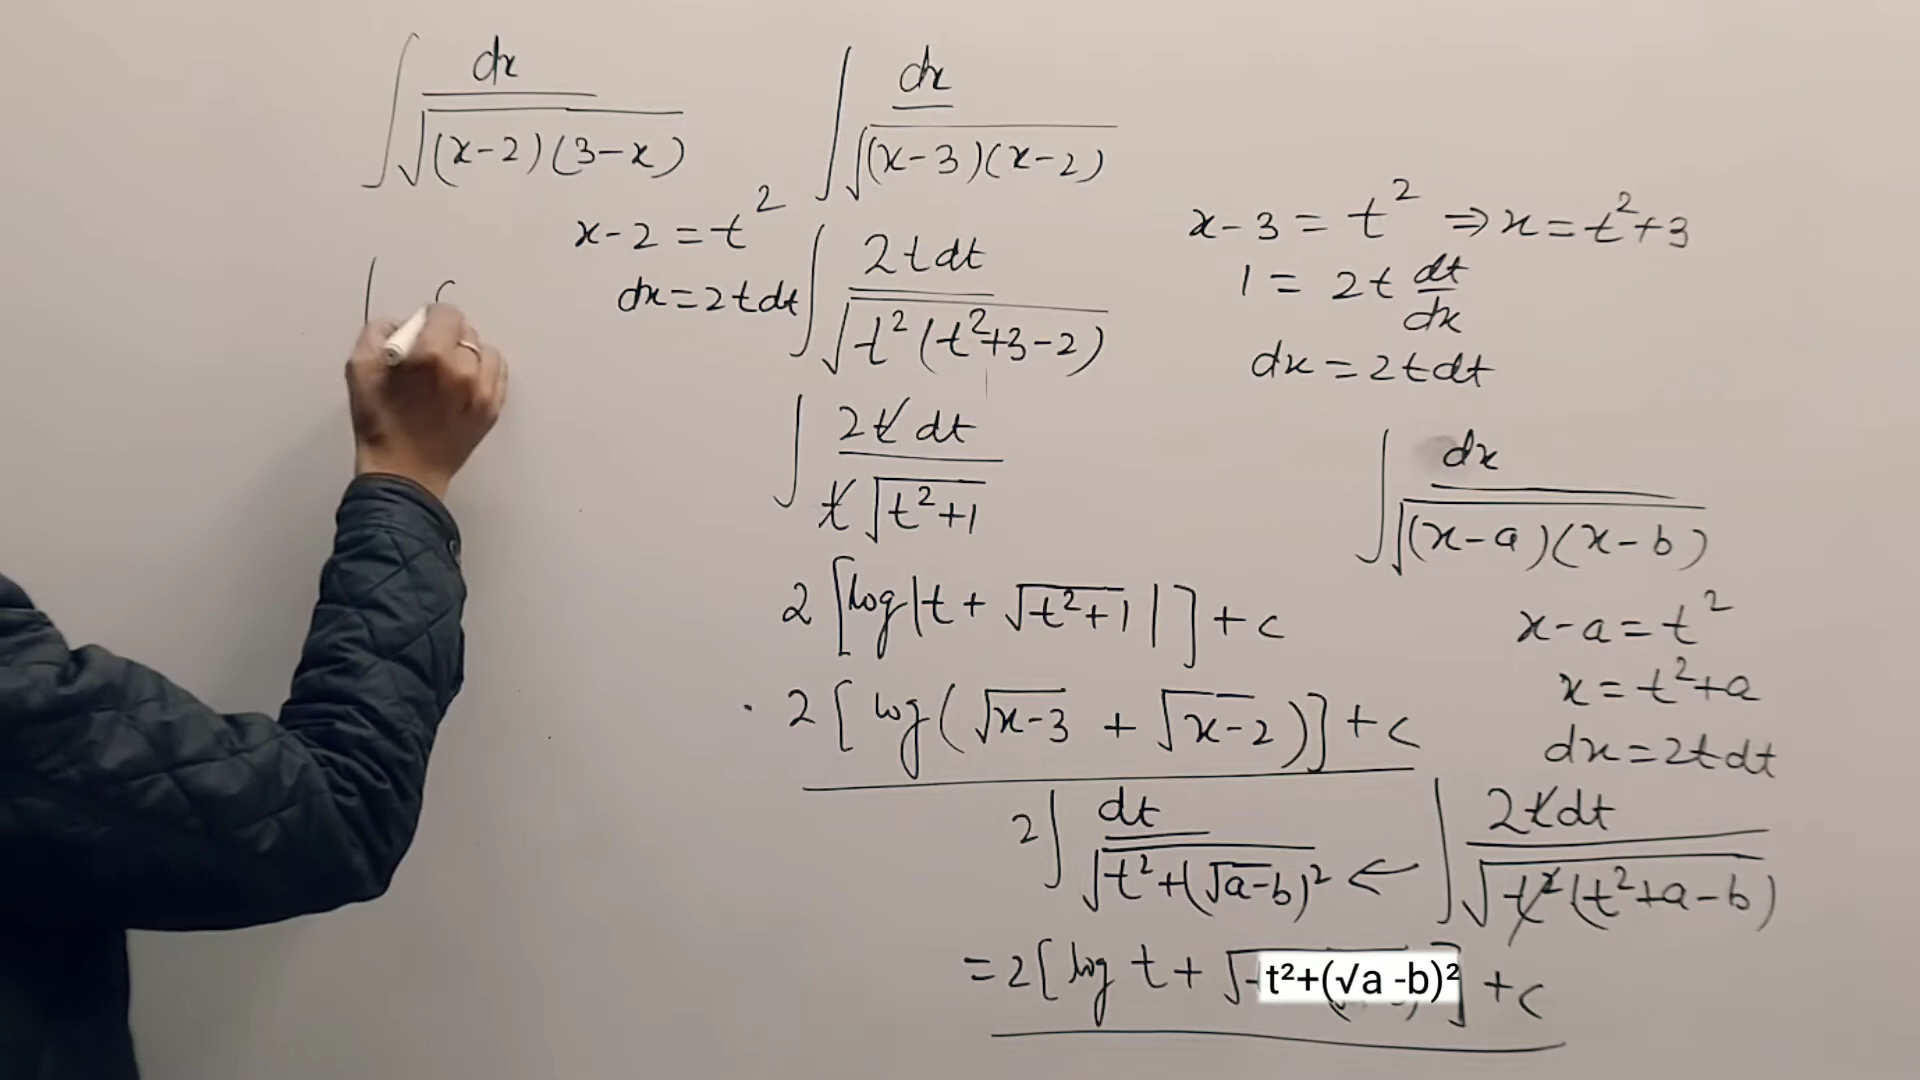 ∫ dx / √((x-2)(3-x))
x-2 = t²
dx = 2t dt
∫
∫ dx / √((x-3)(x-2))
∫ 2t dt / √(t²(t²+3-2))
∫ 2t dt / t√(t²+1)
2[log|t + √(t²+1)|] + c
2[log(√(x-3) + √(x-2))] + c
x-3 = t² ⇒ x = t²+3
1 = 2t dt/dx
dx = 2t dt
∫ dx / √((x-a)(x-b))
x-a = t²
x = t²+a
dx = 2t dt
2∫ dt / √(t²+(√a-b)²) ← ∫ 2t dt / √(t²(t²+a-b))
= 2[log t + √t²+(√a -b)²] + c